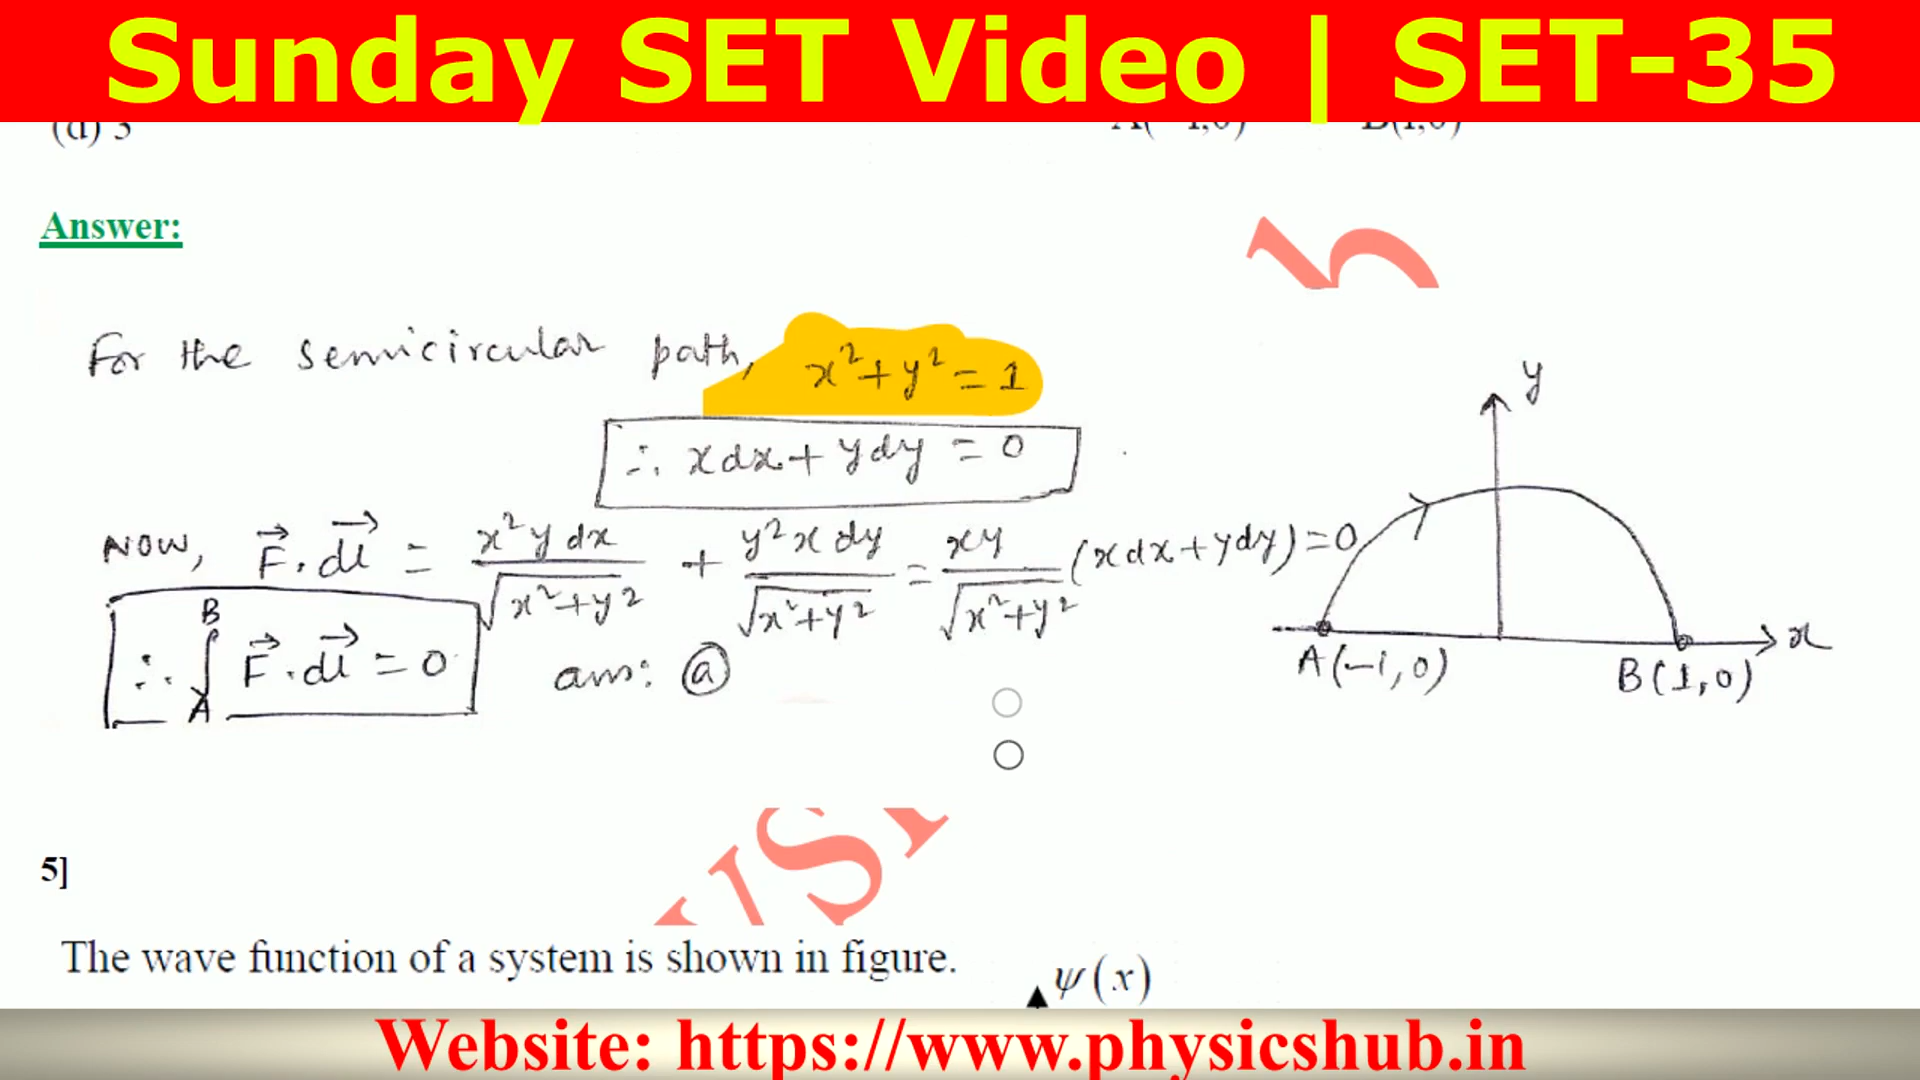 Sunday SET Video | SET-35
(d) 3
Answer:
For the semicircular path, x²+y²=1
∴ xdx+ydy = 0
Now, F⃗.dl⃗ = x²y dx/√(x²+y²) + y²x dy/√(x²+y²) = xy/√(x²+y²) (xdx+ydy)=0
∴ ∫_A^B F⃗.dl⃗ = 0 ans: ⓐ
y
x
A(-1,0)
B(1,0)
5]
The wave function of a system is shown in figure.
ψ(x)
Website: https://www.physicshub.in